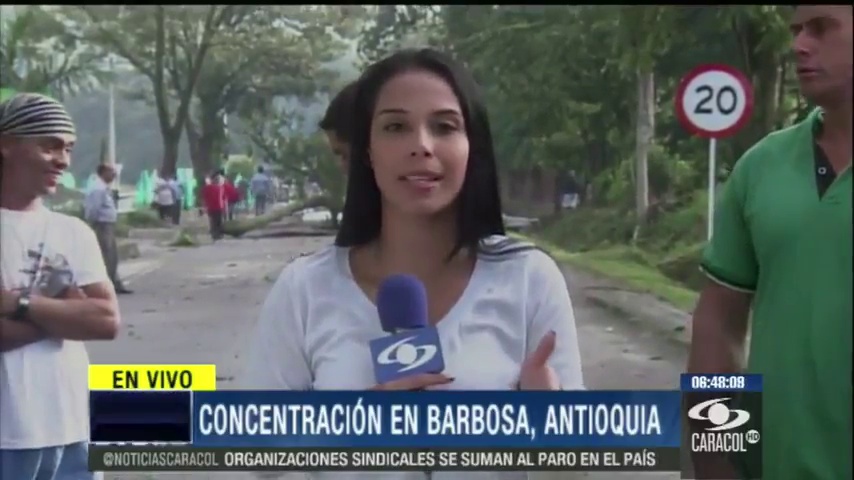 20
EN VIVO
06:48:09
CONCENTRACIÓN EN BARBOSA, ANTIOQUIA
CARACOL HD
@NOTICIASCARACOL ORGANIZACIONES SINDICALES SE SUMAN AL PARO EN EL PAÍS